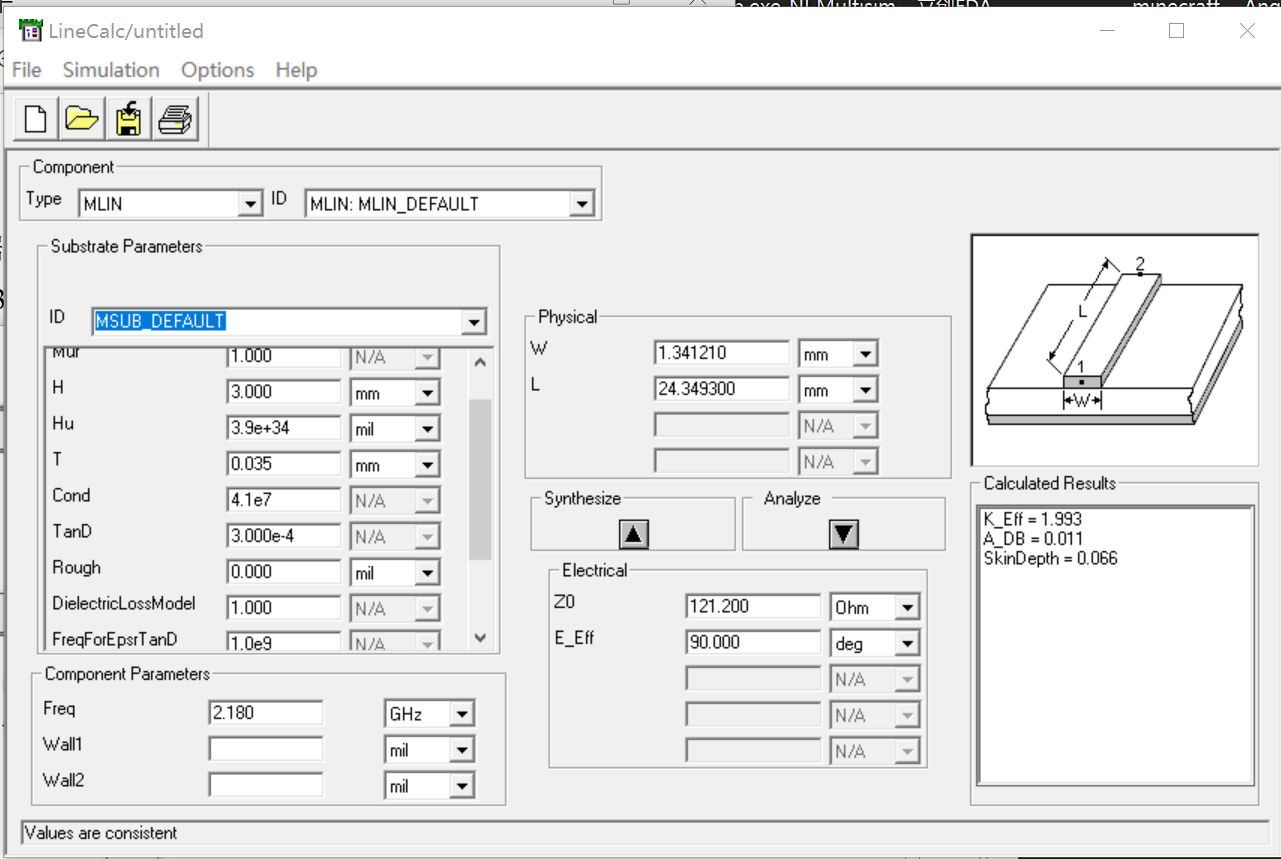 LineCalc/untitled
File Simulation Options Help
Component
Type MLIN ID MLIN: MLIN_DEFAULT
Substrate Parameters
ID MSUB_DEFAULT
Mur 1.000 N/A
H 3.000 mm
Hu 3.9e+34 mil
T 0.035 mm
Cond 4.1e7 N/A
TanD 3.000e-4 N/A
Rough 0.000 mil
DielectricLossModel 1.000 N/A
FreqForEpsrTanD 1.0e9 N/A
Component Parameters
Freq 2.180 GHz
Wall1 mil
Wall2 mil
Physical
W 1.341210 mm
L 24.349300 mm
N/A
N/A
Synthesize Analyze
Electrical
Z0 121.200 Ohm
E_Eff 90.000 deg
N/A
N/A
N/A
2
L
1
W
Calculated Results
K_Eff = 1.993
A_DB = 0.011
SkinDepth = 0.066
Values are consistent